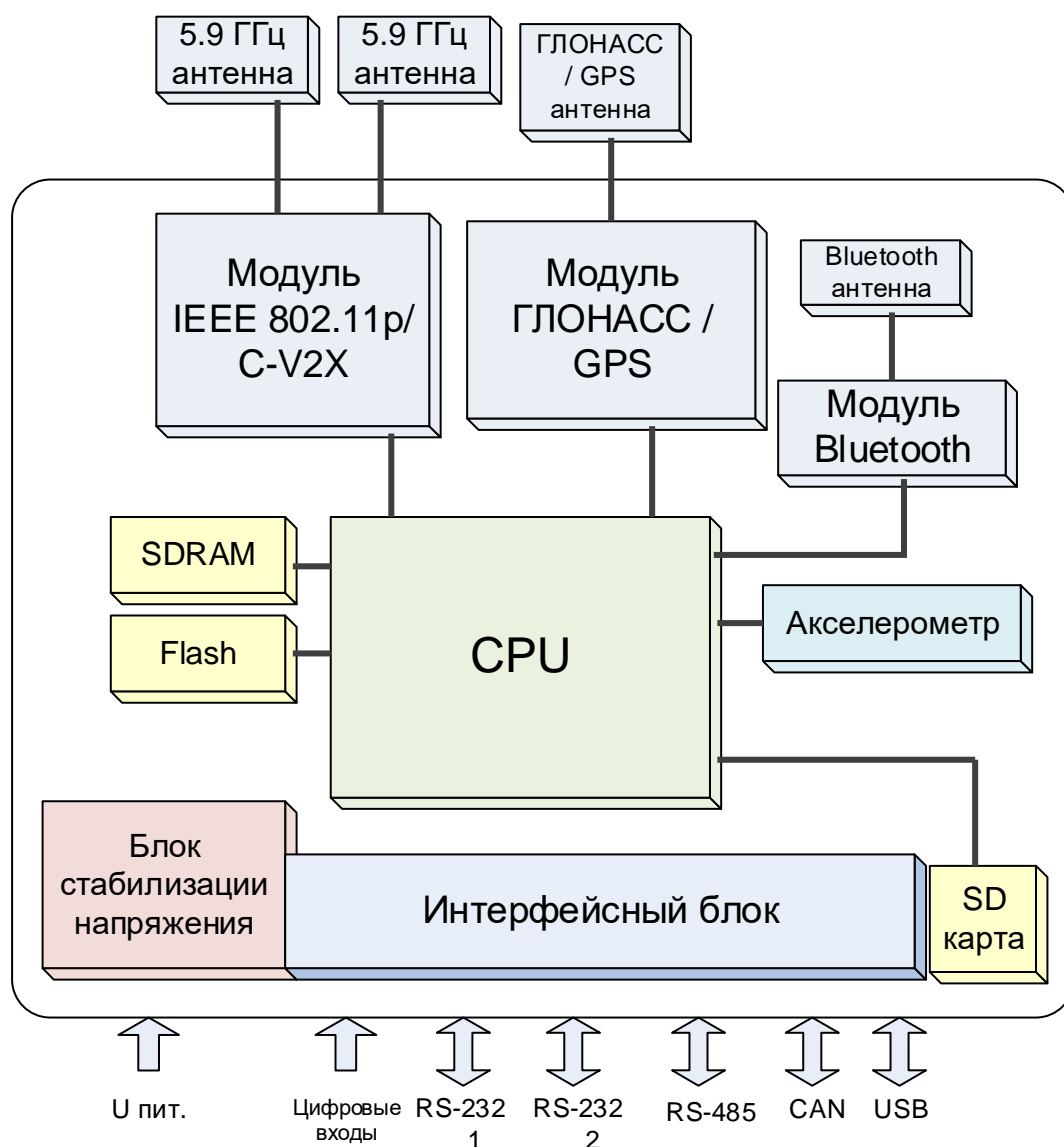 5.9 ГГц
антенна
5.9 ГГц
антенна
ГЛОНАСС
/ GPS
антенна
Модуль
IEEE 802.11p/
C-V2X
Модуль
ГЛОНАСС /
GPS
Bluetooth
антенна
Модуль
Bluetooth
SDRAM
Flash
CPU
Акселерометр
Блок
стабилизации
напряжения
Интерфейсный блок
SD
карта
U пит.
Цифровые
входы
RS-232
1
RS-232
2
RS-485
CAN
USB